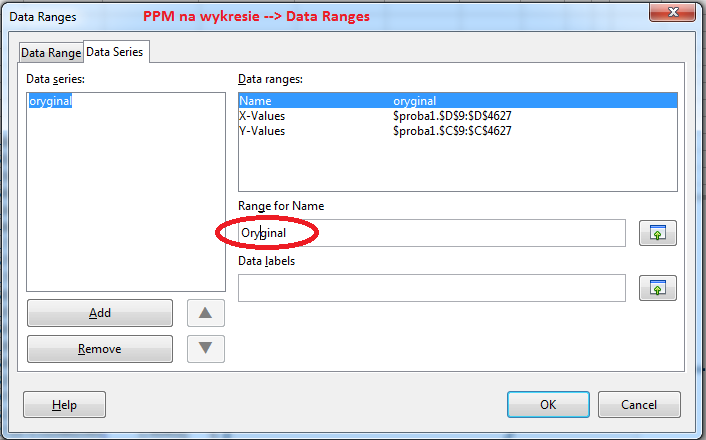 Data Ranges
PPM na wykresie --> Data Ranges
Data Range
Data Series
Data series:
oryginal
Data ranges:
Name oryginal
X-Values $proba1.$D$9:$D$4627
Y-Values $proba1.$C$9:$C$4627
Range for Name
Oryginal
Data labels
Add
Remove
Help
OK
Cancel